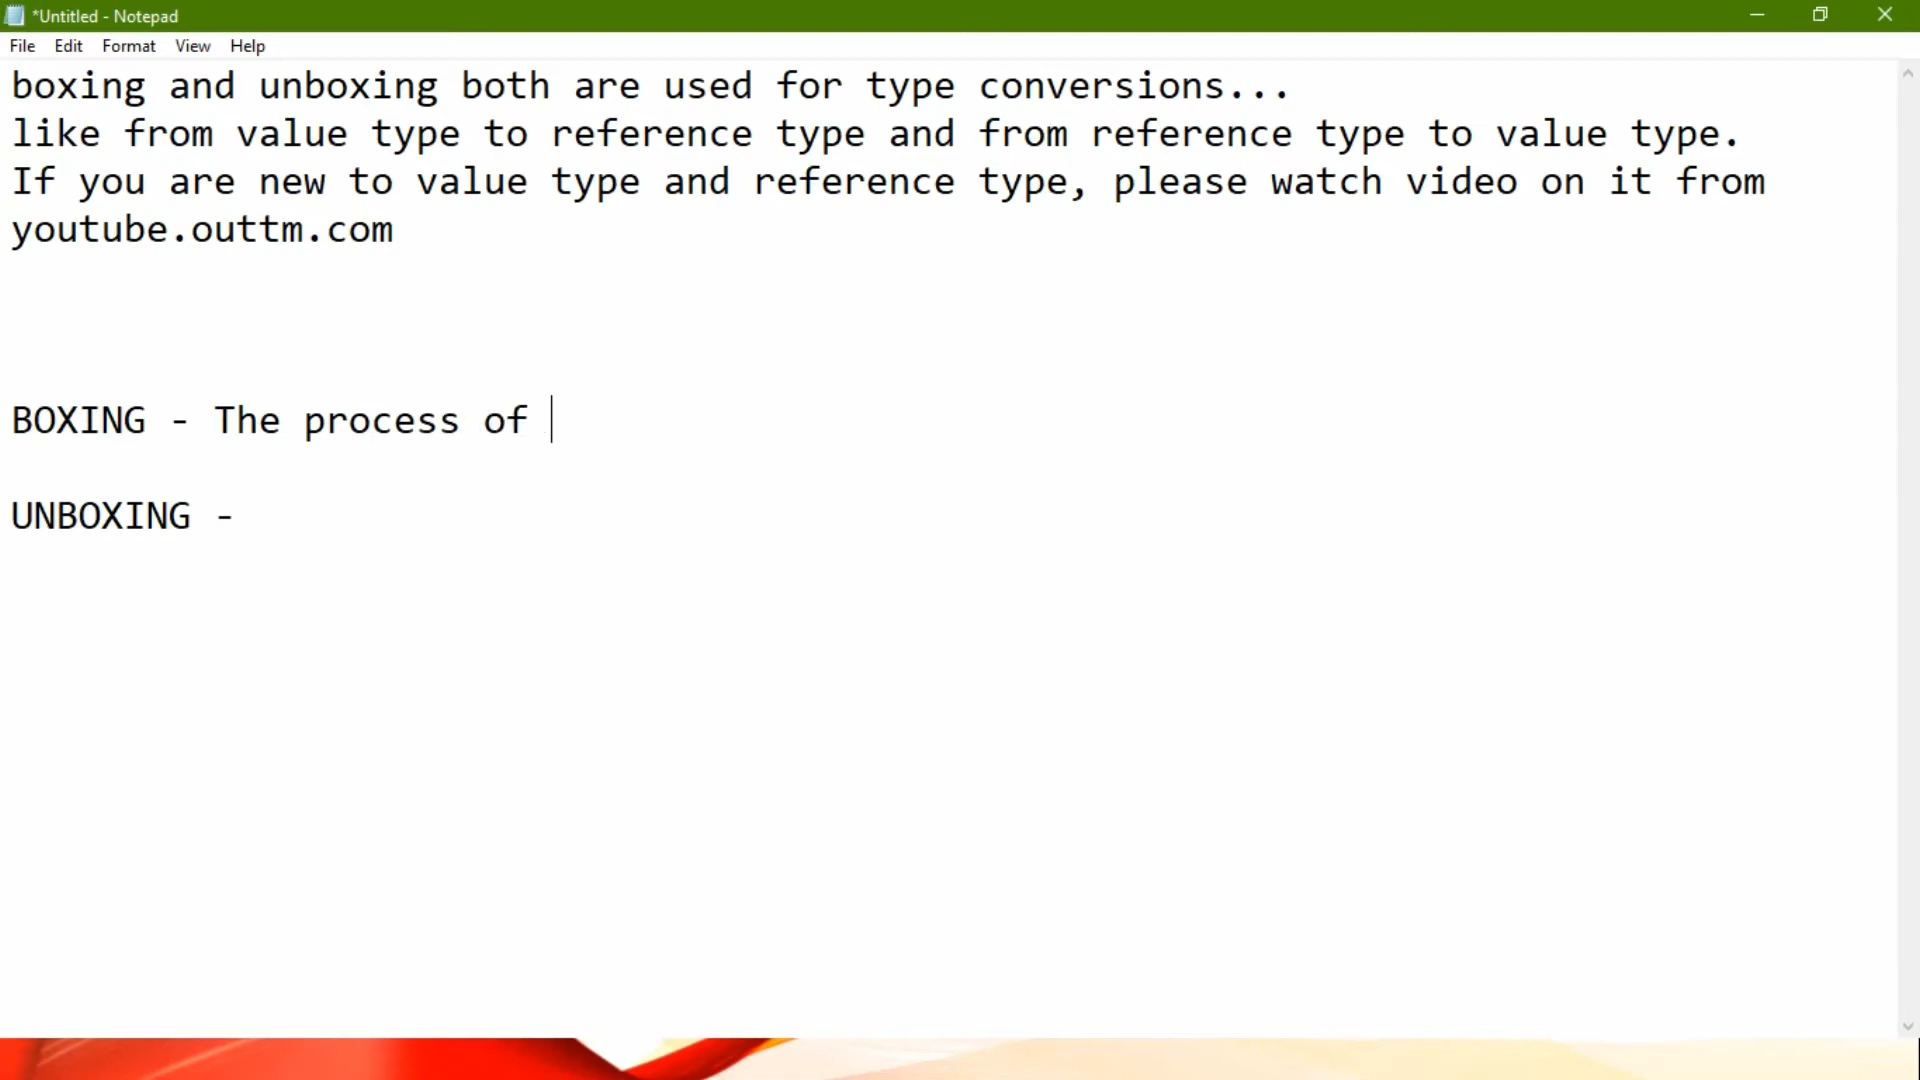 *Untitled - Notepad
File Edit Format View Help
boxing and unboxing both are used for type conversions...
like from value type to reference type and from reference type to value type.
If you are new to value type and reference type, please watch video on it from
youtube.outtm.com
BOXING - The process of
UNBOXING -